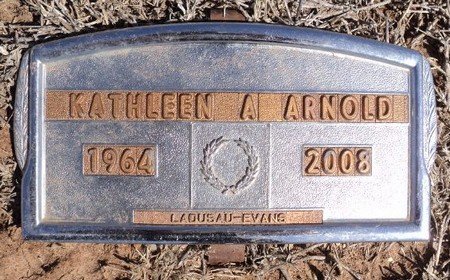 KATHLEEN A ARNOLD
1964 2008
LADUSAU-EVANS